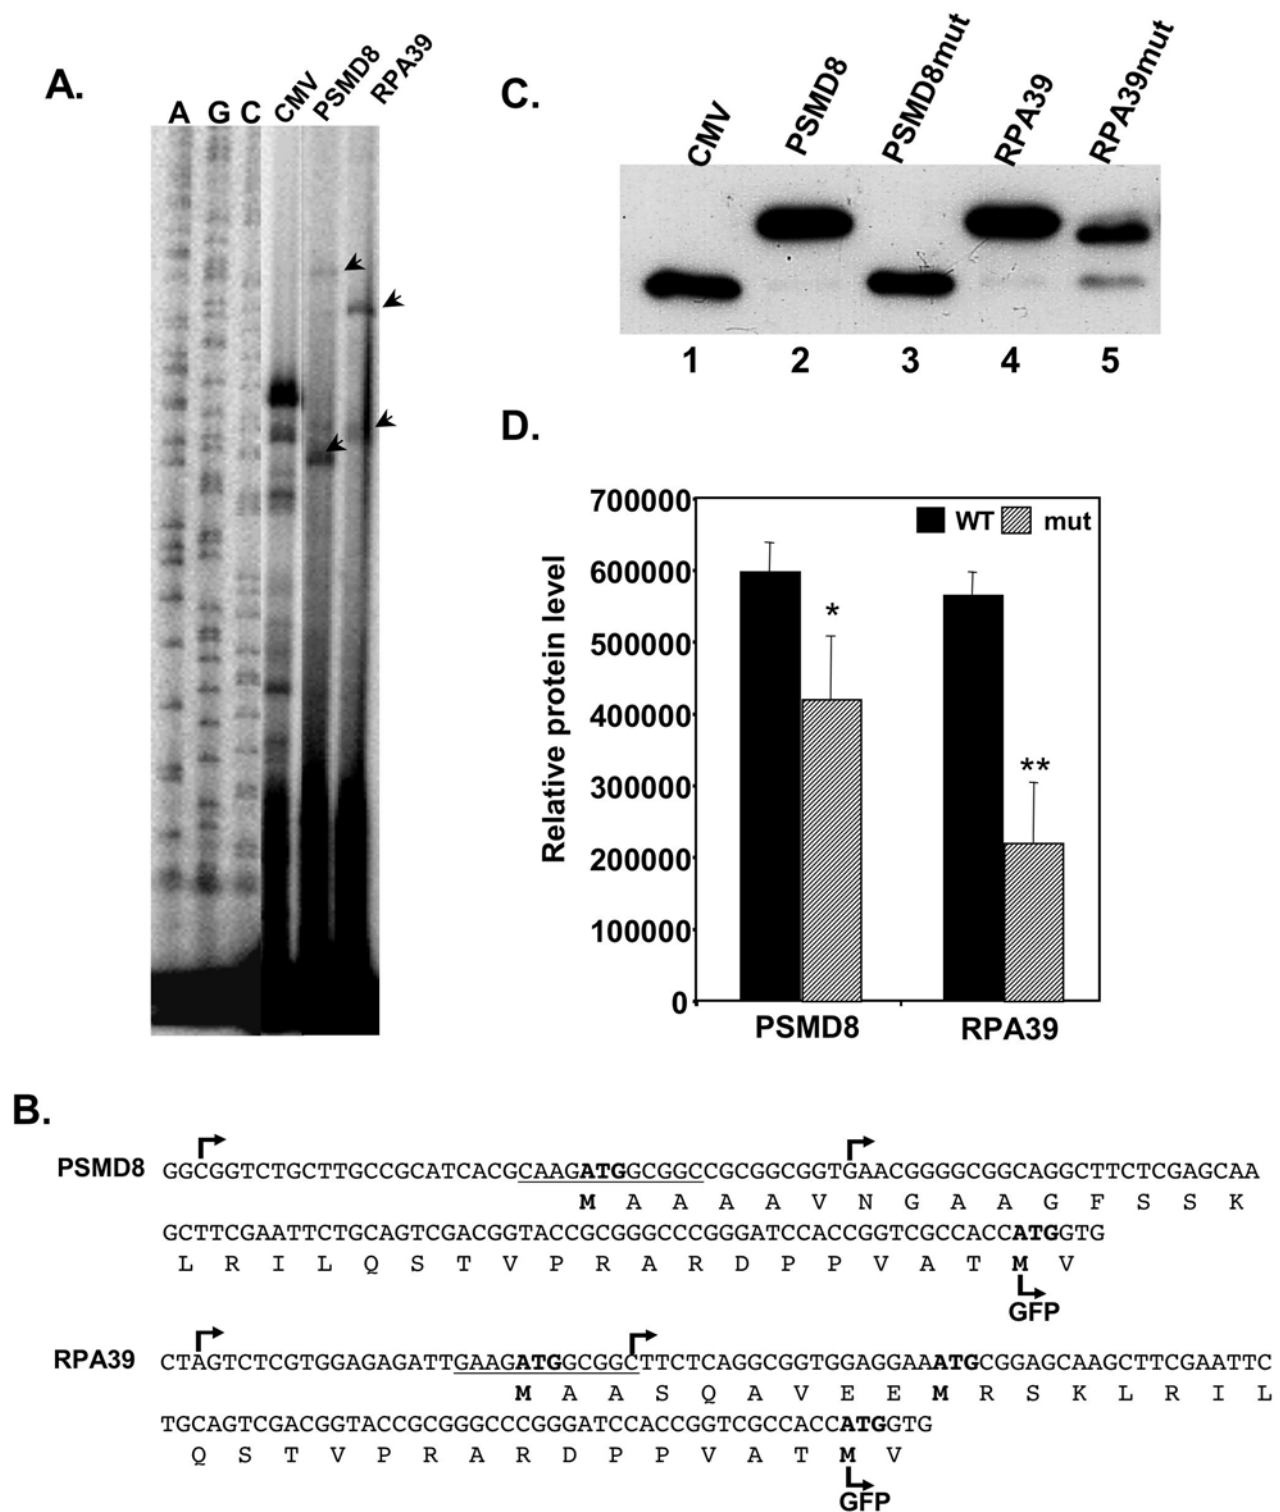 A.
A G C CMV PSMD8 RPA39
C.
CMV PSMD8 PSMD8mut RPA39 RPA39mut
1 2 3 4 5
D.
Relative protein level
700000
600000
500000
400000
300000
200000
100000
0
WT mut
*
**
PSMD8 RPA39
B.
PSMD8 GGCGGTCTGCTTGCCGCATCACGCAAGATGGCGGCCGCGGCGGTGAACGGGGCGGCAGGCTTCTCGAGCAA
M A A A A V N G A A G F S S K
GCTTCGAATTCTGCAGTCGACGGTACCGCGGGCCCGGGATCCACCGGTCGCCACCATGGTG
L R I L Q S T V P R A R D P P V A T M V
GFP
RPA39 CTAGTCTCGTGGAGAGATTGAAGATGGCGGCTTCTCAGGCGGTGGAGGAAATGCGGAGCAAGCTTCGAATTC
M A A S Q A V E E M R S K L R I L
TGCAGTCGACGGTACCGCGGGCCCGGGATCCACCGGTCGCCACCATGGTG
Q S T V P R A R D P P V A T M V
GFP